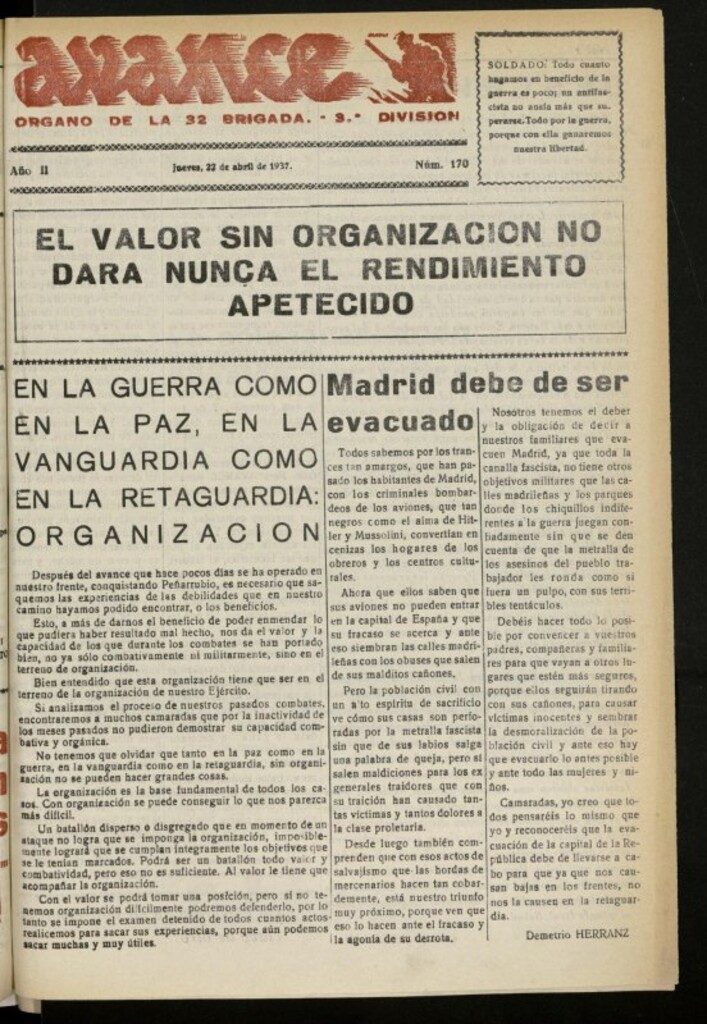 avance
ORGANO DE LA 32 BRIGADA. - 3.ª DIVISION
Año II
Jueves, 22 de abril de 1937.
Núm. 170
SOLDADO: Todo cuanto
hagamos en beneficio de la
guerra es poco; un antifas-
cista no ansia más que su-
perarse. Todo por la guerra,
porque con ella ganaremos
nuestra libertad.
EL VALOR SIN ORGANIZACION NO
DARA NUNCA EL RENDIMIENTO
APETECIDO
EN LA GUERRA COMO
EN LA PAZ, EN LA
VANGUARDIA COMO
EN LA RETAGUARDIA:
ORGANIZACION
Después del avance que hace pocos días se ha operado en
nuestro frente, conquistando Peñarrubio, es necesario que sa-
quemos las experiencias de las debilidades que en nuestro
camino hayamos podido encontrar, o los beneficios.
Esto, a más de darnos el beneficio de poder enmendar lo
que pudiera haber resultado mal hecho, nos da el valor y la
capacidad de los que durante los combates se han portado
bien, no ya sólo combativamente ni militarmente, sino en el
terreno de organización.
Bien entendido que esta organización tiene que ser en el
terreno de la organización de nuestro Ejército.
Si analizamos el proceso de nuestros pasados combates,
encontraremos a muchos camaradas que por la inactividad de
los meses pasados no pudieron demostrar su capacidad com-
bativa y orgánica.
No tenemos que olvidar que tanto en la paz como en la
guerra, en la vanguardia como en la retaguardia, sin organi-
zación no se pueden hacer grandes cosas.
La organización es la base fundamental de todos los ca-
sos. Con organización se puede conseguir lo que nos parezca
más difícil.
Un batallón disperso o disgregado que en momento de un
ataque no logra que se imponga la organización, imposible-
mente logrará que se cumplan íntegramente los objetivos que
se le tenían marcados. Podrá ser un batallón todo valor y
combatividad, pero eso no es suficiente. Al valor le tiene que
acompañar la organización.
Con el valor se podrá tomar una posición, pero si no te-
nemos organización difícilmente podremos defenderlo, por lo
tanto se impone el examen detenido de todos cuantos actos
realicemos para sacar sus experiencias, porque aún podemos
sacar muchas y muy útiles.
Madrid debe de ser
evacuado
Todos sabemos por los tran-
ces tan amargos, que han pa-
sado los habitantes de Madrid,
con los criminales bombar-
deos de los aviones, que tan
negros como el alma de Hit-
ler y Mussolini, convertían en
cenizas los hogares de los
obreros y los centros cultu-
rales.
Ahora que ellos saben que
sus aviones no pueden entrar
en la capital de España y que
su fracaso se acerca y ante
eso siembran las calles madri-
leñas con los obuses que salen
de sus malditos cañones.
Pero la población civil con
un alto espíritu de sacrificio
ve cómo sus casas son perfo-
radas por la metralla fascista
sin que de sus labios salga
una palabra de queja, pero sí
salen maldiciones para los ex
generales traidores que con
su traición han causado tan-
tas víctimas y tantos dolores a
la clase proletaria.
Desde luego también com-
prenden que con esos actos de
salvajismo que las hordas de
mercenarios hacen tan cobar-
demente, está nuestro triunfo
muy próximo, porque ven que
eso lo hacen ante el fracaso y
la agonía de su derrota.
Nosotros tenemos el deber
y la obligación de decir a
nuestros familiares que eva-
cuen Madrid, ya que toda la
canalla fascista, no tiene otros
objetivos militares que las ca-
lles madrileñas y los parques
donde los chiquillos indife-
rentes a la guerra juegan con-
fiadamente sin que se den
cuenta de que la metralla de
los asesinos del pueblo tra-
bajador les ronda como si
fuera un pulpo, con sus terri-
bles tentáculos.
Debéis hacer todo lo posi-
ble por convencer a vuestros
padres, compañeras y familia-
res para que vayan a otros lu-
gares que estén más seguros,
porque ellos seguirán tirando
con sus cañones, para causar
víctimas inocentes y sembrar
la desmoralización de la po-
blación civil y ante eso hay
que evacuarlo lo antes posible
y ante todo las mujeres y ni-
ños.
Camaradas, yo creo que to-
dos pensaréis lo mismo que
yo y reconoceréis que la eva-
cuación de la capital de la Re-
pública debe de llevarse a ca-
bo para que ya que nos cau-
san bajas en los frentes, no
nos la causen en la retaguar-
dia.
Demetrio HERRANZ